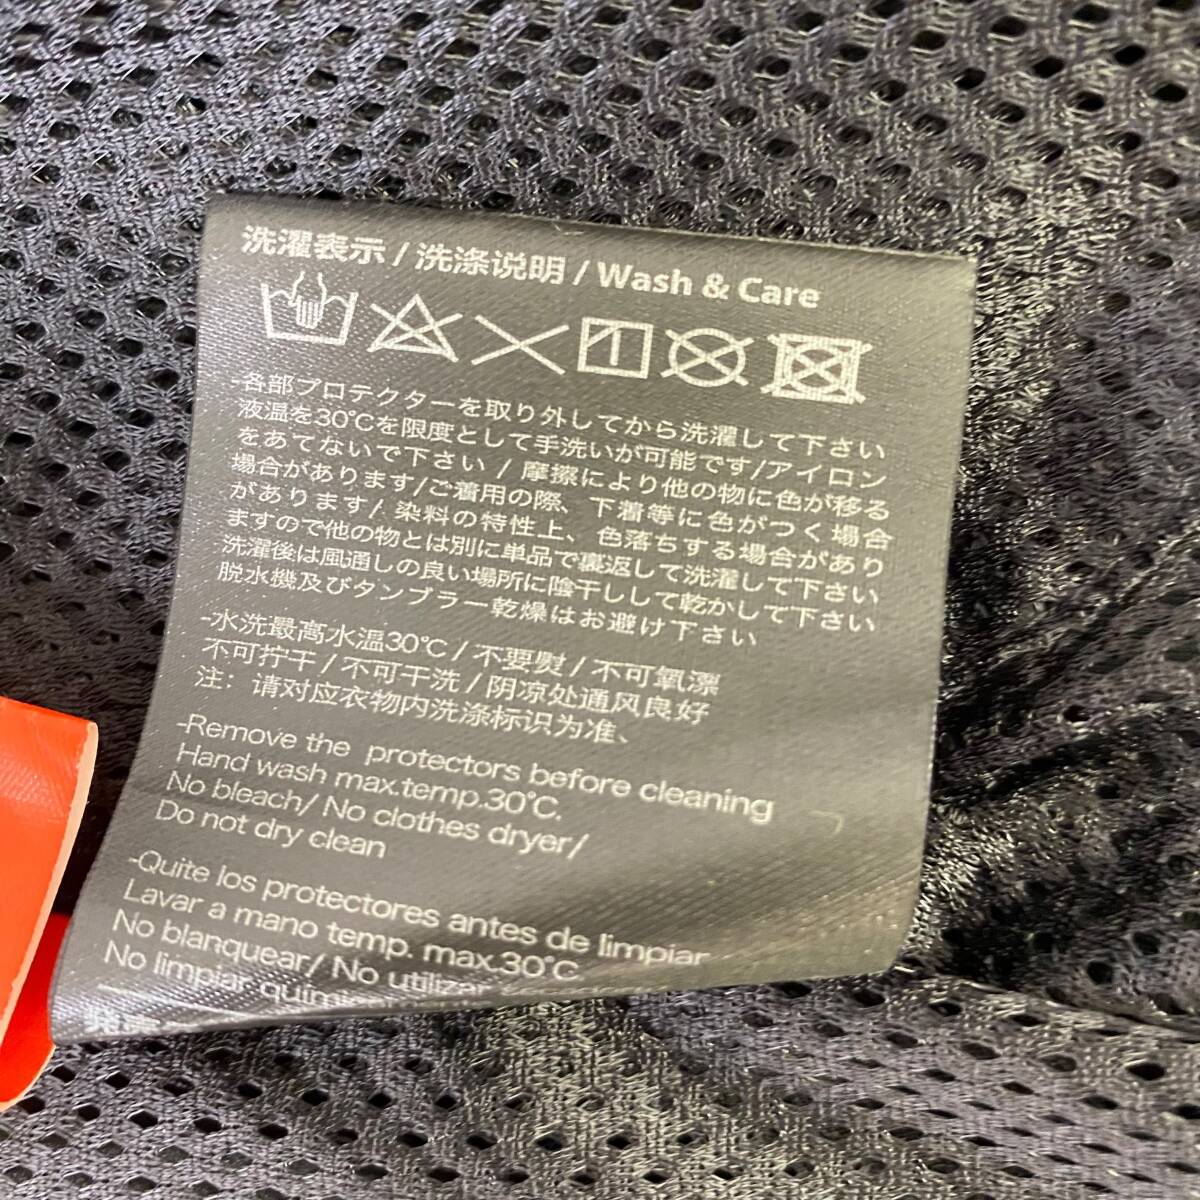 洗濯表示 / 洗涤说明 / Wash & Care
-各部プロテクターを取り外してから洗濯して下さい
液温を30℃を限度として手洗いが可能です/アイロン
をあてないで下さい / 摩擦により他の物に色が移る
場合があります/ご着用の際、下着等に色がつく場合
があります/ 染料の特性上、色落ちする場合があり
ますので他の物とは別に単品で裏返して洗濯して下さい
洗濯後は風通しの良い場所に陰干しして乾かして下さい
脱水機及びタンブラー乾燥はお避け下さい
-水洗最高水温30℃/ 不要熨/ 不可氧漂
不可拧干/ 不可干洗/ 阴凉处通风良好
注：请对应衣物内洗涤标识为准、
-Remove the protectors before cleaning
Hand wash max.temp.30℃.
No bleach/ No clothes dryer/
Do not dry clean
-Quite los protectores antes de limpiar
Lavar a mano temp. max.30℃.
No blanquear/ No utilizar
No limpiar